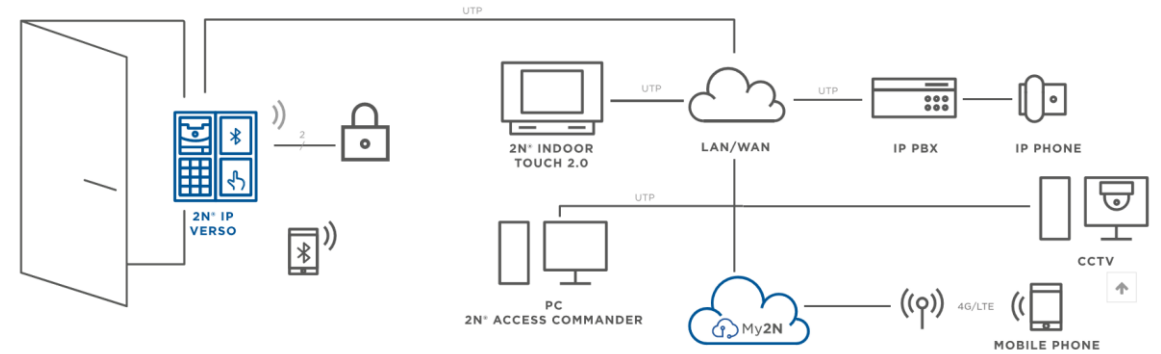 UTP
2
2N® IP
VERSO
2N® INDOOR
TOUCH 2.0
UTP
LAN/WAN
UTP
IP PBX
IP PHONE
UTP
PC
2N® ACCESS COMMANDER
CCTV
My2N
4G/LTE
MOBILE PHONE